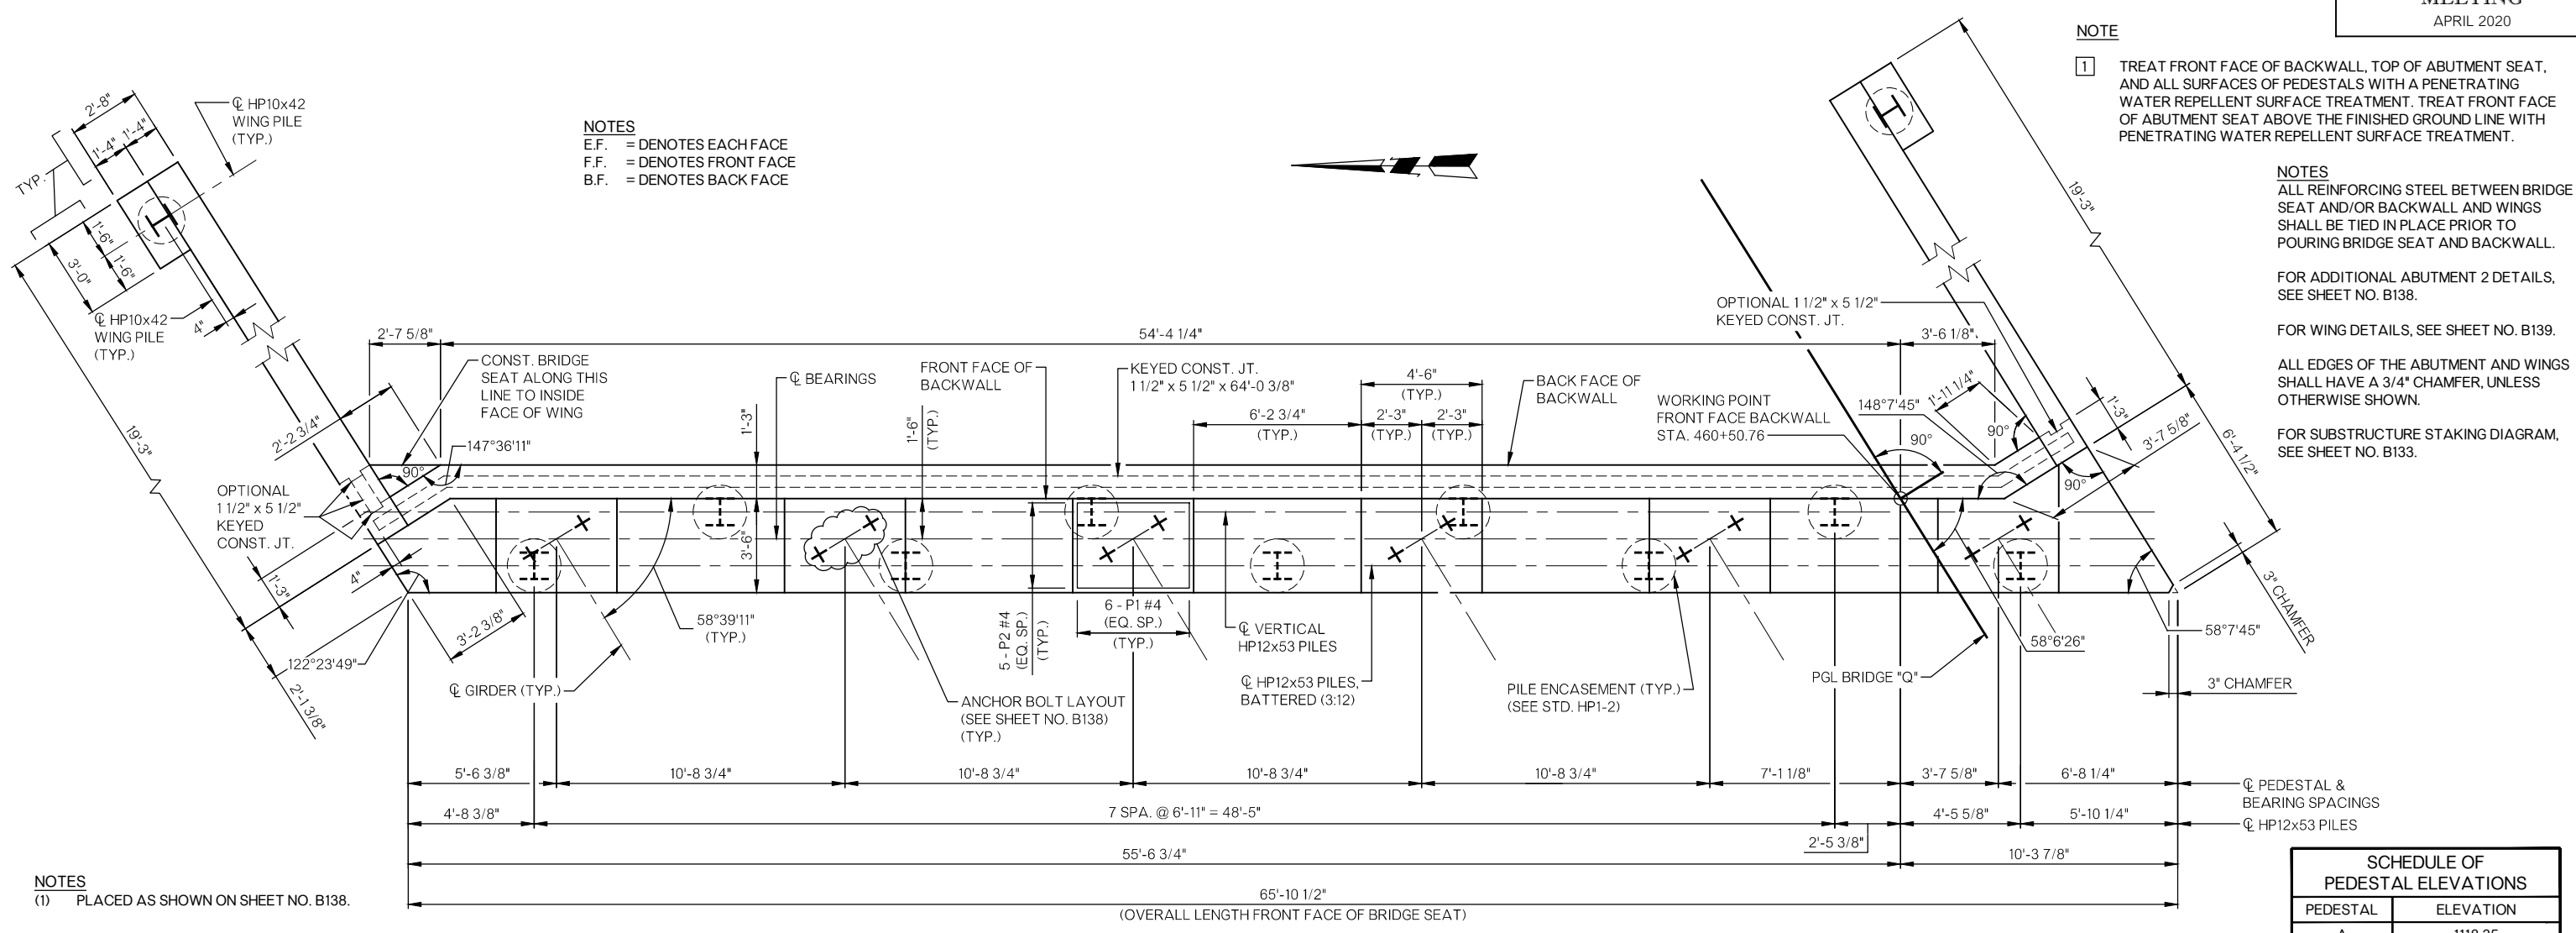 MEETING
APRIL 2020
NOTE
1 TREAT FRONT FACE OF BACKWALL, TOP OF ABUTMENT SEAT,
AND ALL SURFACES OF PEDESTALS WITH A PENETRATING
WATER REPELLENT SURFACE TREATMENT. TREAT FRONT FACE
OF ABUTMENT SEAT ABOVE THE FINISHED GROUND LINE WITH
PENETRATING WATER REPELLENT SURFACE TREATMENT.
NOTES
ALL REINFORCING STEEL BETWEEN BRIDGE
SEAT AND/OR BACKWALL AND WINGS
SHALL BE TIED IN PLACE PRIOR TO
POURING BRIDGE SEAT AND BACKWALL.
FOR ADDITIONAL ABUTMENT 2 DETAILS,
SEE SHEET NO. B138.
FOR WING DETAILS, SEE SHEET NO. B139.
ALL EDGES OF THE ABUTMENT AND WINGS
SHALL HAVE A 3/4" CHAMFER, UNLESS
OTHERWISE SHOWN.
FOR SUBSTRUCTURE STAKING DIAGRAM,
SEE SHEET NO. B133.
NOTES
E.F. = DENOTES EACH FACE
F.F. = DENOTES FRONT FACE
B.F. = DENOTES BACK FACE
2'-8"
1'-4"
1'-4"
TYP.
℄ HP10x42
WING PILE
(TYP.)
1'-6"
1'-6"
3'-0"
℄ HP10x42
WING PILE
(TYP.)
4"
19'-3"
2'-7 5/8"
54'-4 1/4"
3'-6 1/8"
CONST. BRIDGE
SEAT ALONG THIS
LINE TO INSIDE
FACE OF WING
2'-2 3/4"
147°36'11"
90°
OPTIONAL
1 1/2" x 5 1/2"
KEYED
CONST. JT.
1'-3"
4"
122°23'49"
2'-1 3/8"
3'-2 3/8"
℄ BEARINGS
1'-3"
3'-6"
FRONT FACE OF
BACKWALL
1'-6"
(TYP.)
KEYED CONST. JT.
1 1/2" x 5 1/2" x 64'-0 3/8"
6'-2 3/4"
(TYP.)
4'-6"
(TYP.)
2'-3"
(TYP.)
2'-3"
(TYP.)
BACK FACE OF
BACKWALL
WORKING POINT
FRONT FACE BACKWALL
STA. 460+50.76
OPTIONAL 1 1/2" x 5 1/2"
KEYED CONST. JT.
148°7'45"
1'-11 1/4"
90°
90°
90°
1'-3"
3'-7 5/8"
19'-3"
6'-4 1/2"
3" CHAMFER
58°7'45"
58°6'26"
3" CHAMFER
58°39'11"
(TYP.)
℄ GIRDER (TYP.)
ANCHOR BOLT LAYOUT
(SEE SHEET NO. B138)
(TYP.)
5 - P2 #4
(EQ. SP.)
(TYP.)
6 - P1 #4
(EQ. SP.)
(TYP.)
℄ VERTICAL
HP12x53 PILES
℄ HP12x53 PILES,
BATTERED (3:12)
PILE ENCASEMENT (TYP.)
(SEE STD. HP1-2)
PGL BRIDGE "Q"
5'-6 3/8"
10'-8 3/4"
10'-8 3/4"
10'-8 3/4"
10'-8 3/4"
7'-1 1/8"
3'-7 5/8"
6'-8 1/4"
℄ PEDESTAL &
BEARING SPACINGS
4'-8 3/8"
7 SPA. @ 6'-11" = 48'-5"
2'-5 3/8"
4'-5 5/8"
5'-10 1/4"
℄ HP12x53 PILES
55'-6 3/4"
10'-3 7/8"
65'-10 1/2"
(OVERALL LENGTH FRONT FACE OF BRIDGE SEAT)
NOTES
(1) PLACED AS SHOWN ON SHEET NO. B138.
SCHEDULE OF
PEDESTAL ELEVATIONS
PEDESTAL ELEVATION